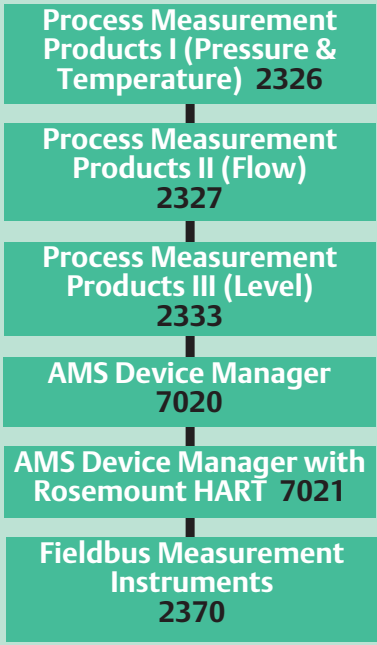 Process Measurement
Products I (Pressure &
Temperature) 2326
Process Measurement
Products II (Flow)
2327
Process Measurement
Products III (Level)
2333
AMS Device Manager
7020
AMS Device Manager with
Rosemount HART 7021
Fieldbus Measurement
Instruments
2370